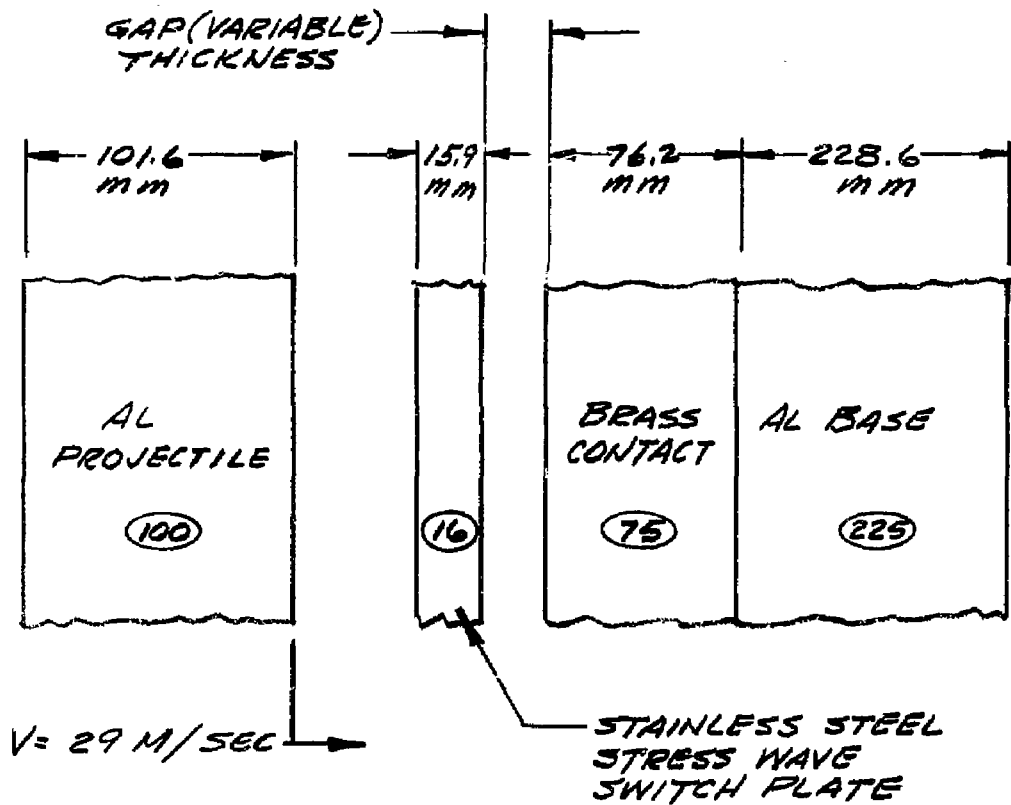 GAP (VARIABLE)
THICKNESS
101.6
mm
15.9
mm
76.2
mm
228.6
mm
AL
PROJECTILE
BRASS
CONTACT
AL BASE
100
16
75
225
V= 29 M/SEC
STAINLESS STEEL
STRESS WAVE
SWITCH PLATE